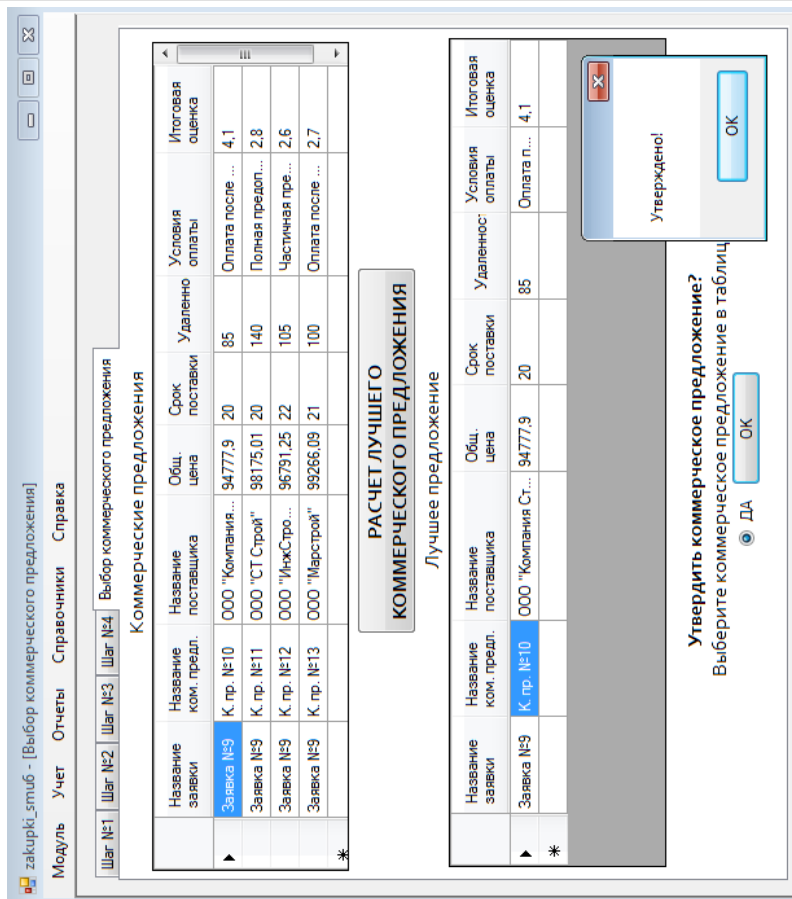 zakupki_smu6 - [Выбор коммерческого предложения]
Модуль Учет Отчеты Справочники Справка
Шаг №1 Шаг №2 Шаг №3 Шаг №4 Выбор коммерческого предложения
Коммерческие предложения
Название заявки Название ком. предл. Название поставщика Общ. цена Срок поставки Удаленно Условия оплаты Итоговая оценка
Заявка №9 К. пр. №10 ООО "Компания... 94777,9 20 85 Оплата после ... 4,1
Заявка №9 К. пр. №11 ООО "СТ Строй" 98175,01 20 140 Полная предоп... 2,8
Заявка №9 К. пр. №12 ООО "ИнжСтро... 96791,25 22 105 Частичная пре... 2,6
Заявка №9 К. пр. №13 ООО "Марстрой" 99266,09 21 100 Оплата после ... 2,7
РАСЧЕТ ЛУЧШЕГО
КОММЕРЧЕСКОГО ПРЕДЛОЖЕНИЯ
Лучшее предложение
Название заявки Название ком. предл. Название поставщика Общ. цена Срок поставки Удаленност Условия оплаты Итоговая оценка
Заявка №9 К. пр. №10 ООО "Компания Ст... 94777,9 20 85 Оплата п... 4,1
Утверждено!
OK
Утвердить коммерческое предложение?
Выберите коммерческое предложение в таблиц
ДА OK